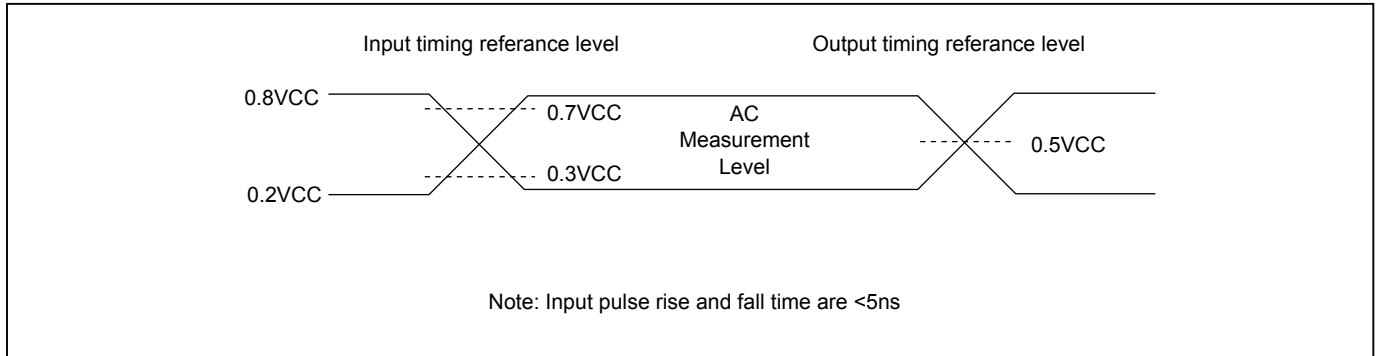 Input timing referance level
Output timing referance level
0.8VCC
0.7VCC
AC
Measurement
Level
0.5VCC
0.3VCC
0.2VCC
Note: Input pulse rise and fall time are <5ns